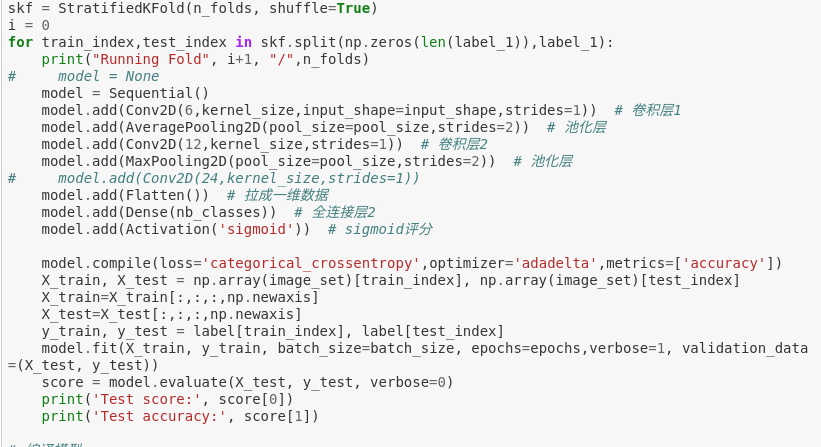 skf = StratifiedKFold(n_folds, shuffle=True)
i = 0
for train_index,test_index in skf.split(np.zeros(len(label_1)),label_1):
    print("Running Fold", i+1, "/",n_folds)
#     model = None
    model = Sequential()
    model.add(Conv2D(6,kernel_size,input_shape=input_shape,strides=1))  # 卷积层1
    model.add(AveragePooling2D(pool_size=pool_size,strides=2))  # 池化层
    model.add(Conv2D(12,kernel_size,strides=1))  # 卷积层2
    model.add(MaxPooling2D(pool_size=pool_size,strides=2))  # 池化层
#     model.add(Conv2D(24,kernel_size,strides=1))
    model.add(Flatten())  # 拉成一维数据
    model.add(Dense(nb_classes))  # 全连接层2
    model.add(Activation('sigmoid'))  # sigmoid评分
    model.compile(loss='categorical_crossentropy',optimizer='adadelta',metrics=['accuracy'])
    X_train, X_test = np.array(image_set)[train_index], np.array(image_set)[test_index]
    X_train=X_train[:,:,:,np.newaxis]
    X_test=X_test[:,:,:,np.newaxis]
    y_train, y_test = label[train_index], label[test_index]
    model.fit(X_train, y_train, batch_size=batch_size, epochs=epochs,verbose=1, validation_data
=(X_test, y_test))
    score = model.evaluate(X_test, y_test, verbose=0)
    print('Test score:', score[0])
    print('Test accuracy:', score[1])